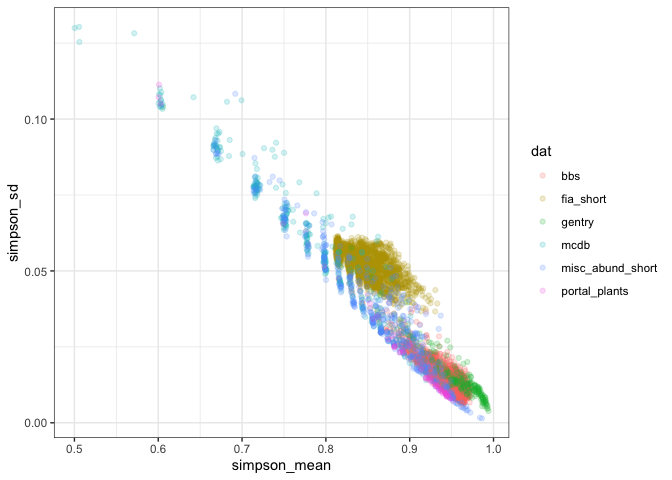 0.10
0.05
0.00
simpson_sd
0.5 0.6 0.7 0.8 0.9 1.0
simpson_mean
dat
bbs
fia_short
gentry
mcdb
misc_abund_short
portal_plants